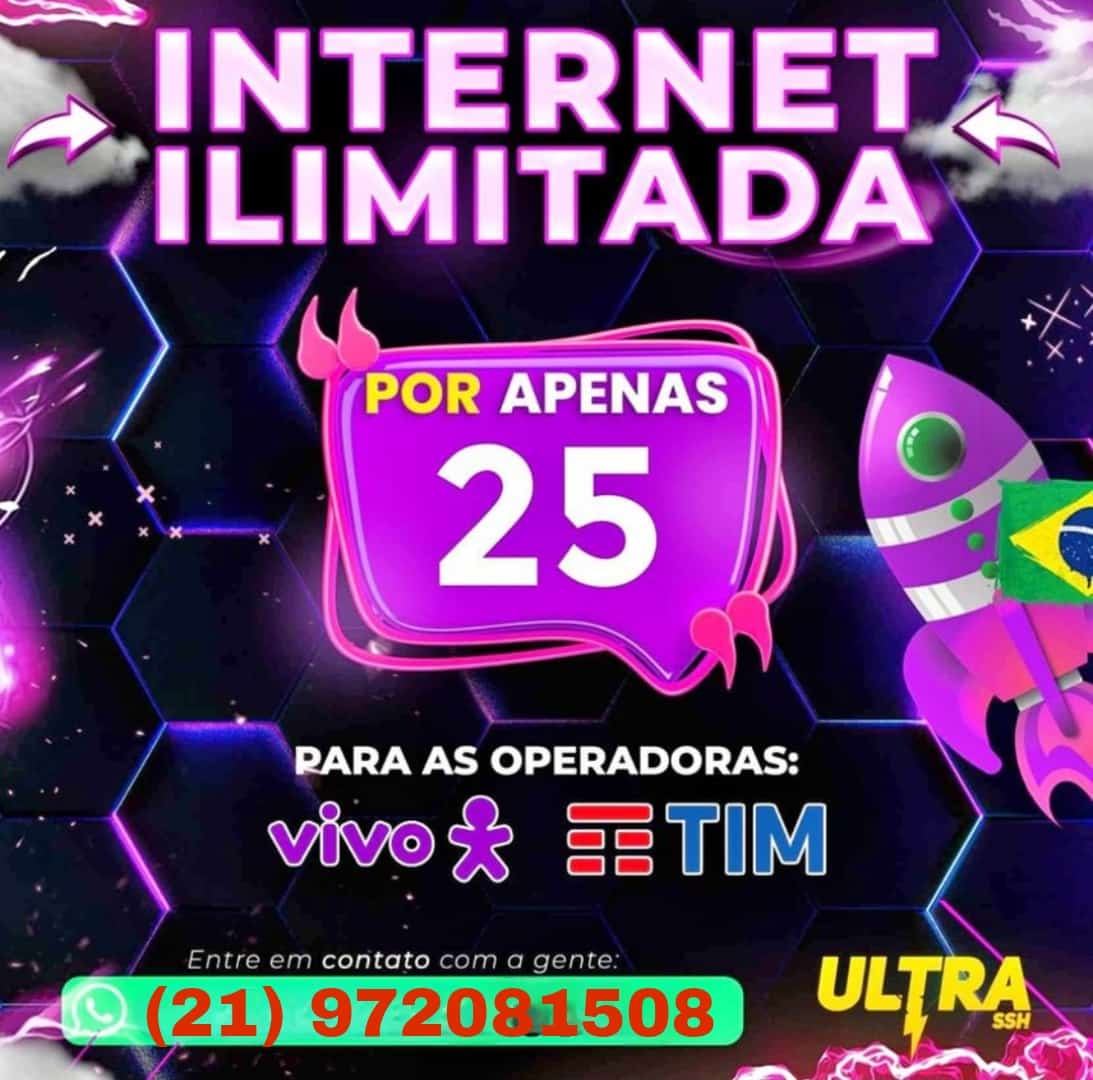 INTERNET
ILIMITADA
POR APENAS
25
PARA AS OPERADORAS:
vivo TIM
Entre em contato com a gente:
(21) 972081508
ULTRA
SSH